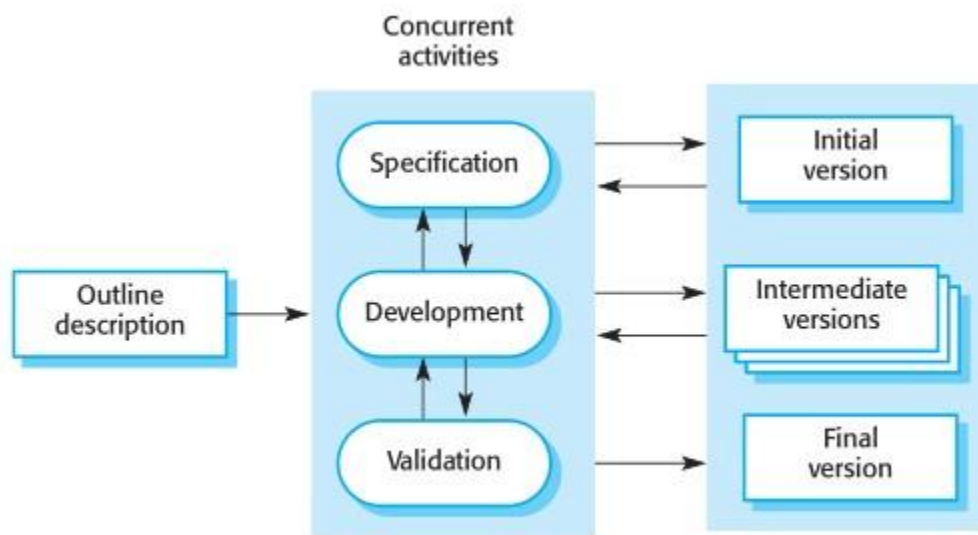 Concurrent
activities
Specification
Initial
version
Outline
description
Development
Intermediate
versions
Validation
Final
version